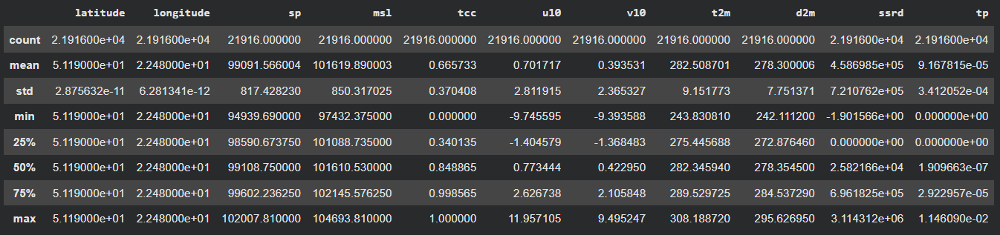 latitude longitude sp msl tcc u10 v10 t2m d2m ssrd tp
count 2.191600e+04 2.191600e+04 21916.000000 21916.000000 21916.000000 21916.000000 21916.000000 21916.000000 21916.000000 2.191600e+04 2.191600e+04
mean 5.119000e+01 2.248000e+01 99091.566004 101619.890003 0.665733 0.701717 0.393531 282.508701 278.300006 4.586985e+05 9.167815e-05
std 2.875632e-11 6.281341e-12 817.428230 850.317025 0.370408 2.811915 2.365327 9.151773 7.751371 7.210762e+05 3.412052e-04
min 5.119000e+01 2.248000e+01 94939.690000 97432.375000 0.000000 -9.745595 -9.393588 243.830810 242.111200 -1.901566e+00 0.000000e+00
25% 5.119000e+01 2.248000e+01 98590.673750 101088.735000 0.340135 -1.404579 -1.368483 275.445688 272.876460 0.000000e+00 0.000000e+00
50% 5.119000e+01 2.248000e+01 99108.750000 101610.530000 0.848865 0.773444 0.422950 282.345940 278.354500 2.582166e+04 1.909663e-07
75% 5.119000e+01 2.248000e+01 99602.236250 102145.576250 0.998565 2.626738 2.105848 289.529725 284.537290 6.961825e+05 2.922957e-05
max 5.119000e+01 2.248000e+01 102007.810000 104693.810000 1.000000 11.957105 9.495247 308.188720 295.626950 3.114312e+06 1.146090e-02